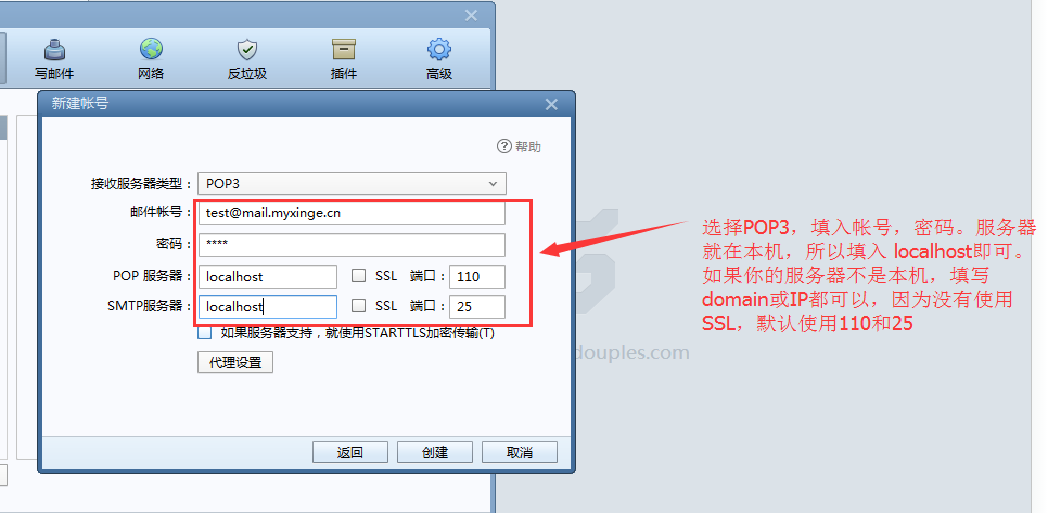 写邮件 网络 反垃圾 插件 高级
新建帐号
帮助
接收服务器类型： POP3
邮件帐号： test@mail.myxinge.cn
密码： ****
POP 服务器： localhost SSL 端口： 110
SMTP服务器： localhost SSL 端口： 25
如果服务器支持，就使用STARTTLS加密传输(T)
代理设置
返回 创建 取消
选择POP3，填入帐号，密码。服务器
就在本机，所以填入 localhost即可。
如果你的服务器不是本机，填写
domain或IP都可以，因为没有使用
SSL，默认使用110和25
douples.com